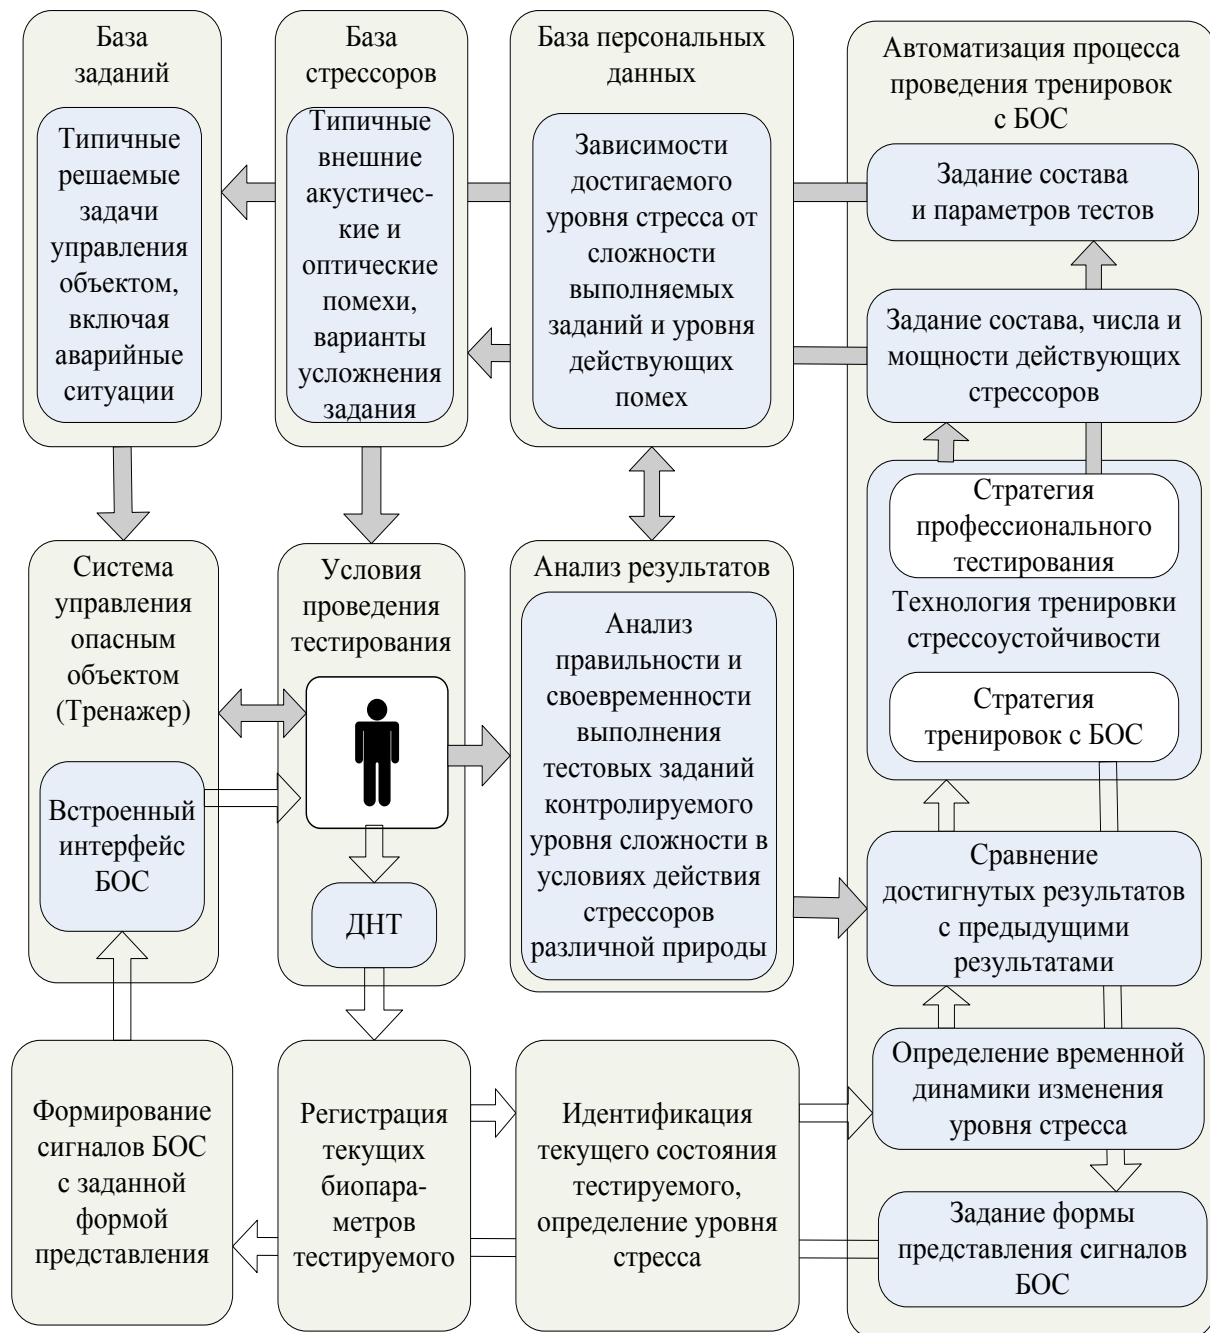 База
заданий
Типичные
решаемые
задачи
управления
объектом,
включая
аварийные
ситуации
База
стрессоров
Типичные
внешние
акустичес-
кие и
оптические
помехи,
варианты
усложнения
задания
База персональных
данных
Зависимости
достигаемого
уровня стресса от
сложности
выполняемых
заданий и уровня
действующих
помех
Автоматизация процесса
проведения тренировок
с БОС
Задание состава
и параметров тестов
Задание состава, числа и
мощности действующих
стрессоров
Стратегия
профессионального
тестирования
Технология тренировки
стрессоустойчивости
Стратегия
тренировок с БОС
Сравнение
достигнутых результатов
с предыдущими
результатами
Определение временной
динамики изменения
уровня стресса
Задание формы
представления сигналов
БОС
Система
управления
опасным
объектом
(Тренажер)
Встроенный
интерфейс
БОС
Условия
проведения
тестирования
ДНТ
Анализ результатов
Анализ
правильности и
своевременности
выполнения
тестовых заданий
контролируемого
уровня сложности в
условиях действия
стрессоров
различной природы
Формирование
сигналов БОС
с заданной
формой
представления
Регистрация
текущих
биопара-
метров
тестируемого
Идентификация
текущего состояния
тестируемого,
определение уровня
стресса